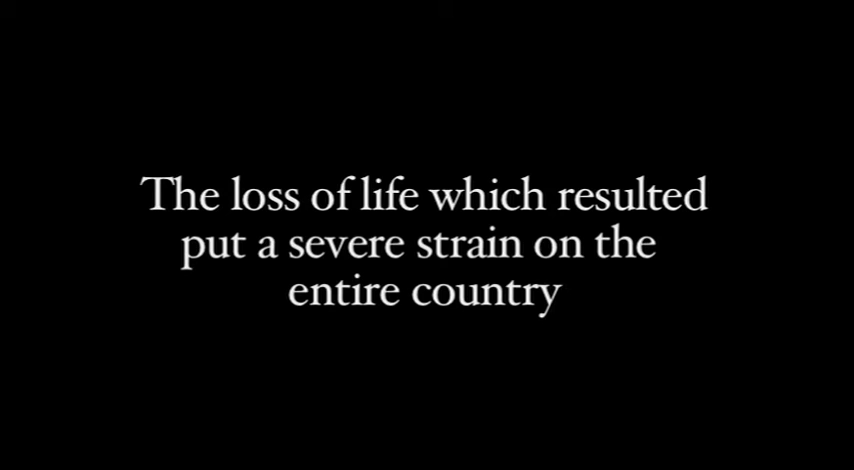 The loss of life which resulted
put a severe strain on the
entire country